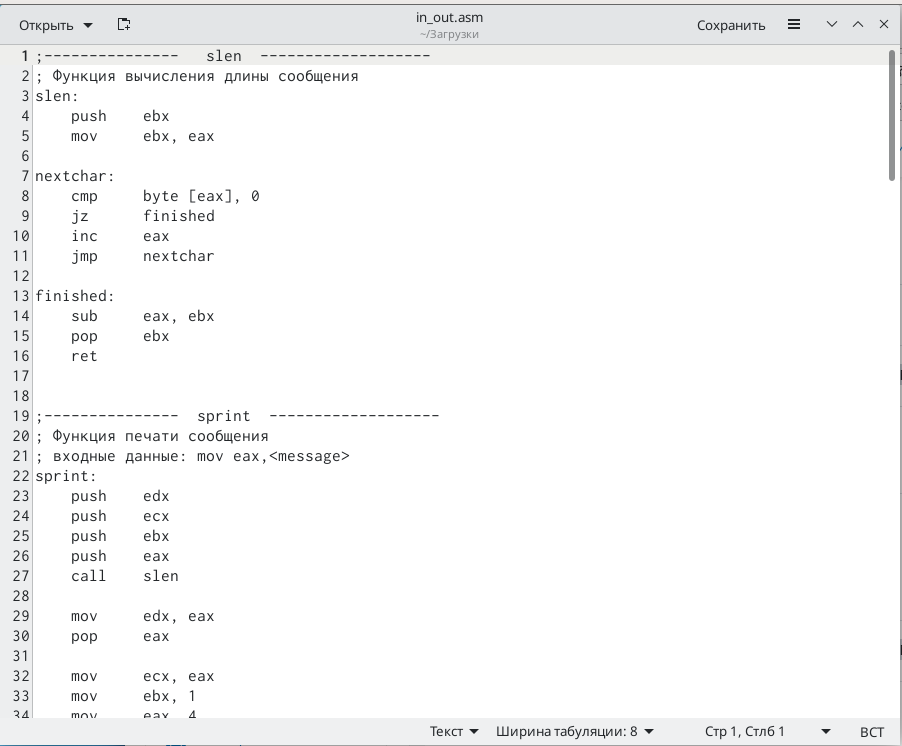 Открыть
in_out.asm
~/Загрузки
Сохранить
1 ;---------------   slen  -------------------
2 ; Функция вычисления длины сообщения
3 slen:
4     push    ebx
5     mov     ebx, eax
6
7 nextchar:
8     cmp     byte [eax], 0
9     jz      finished
10     inc     eax
11     jmp     nextchar
12
13 finished:
14     sub     eax, ebx
15     pop     ebx
16     ret
17
18
19 ;---------------  sprint  -------------------
20 ; Функция печати сообщения
21 ; входные данные: mov eax,<message>
22 sprint:
23     push    edx
24     push    ecx
25     push    ebx
26     push    eax
27     call    slen
28
29     mov     edx, eax
30     pop     eax
31
32     mov     ecx, eax
33     mov     ebx, 1
34     mov     eax, 4
Текст Ширина табуляции: 8 Стр 1, Стлб 1 ВСТ